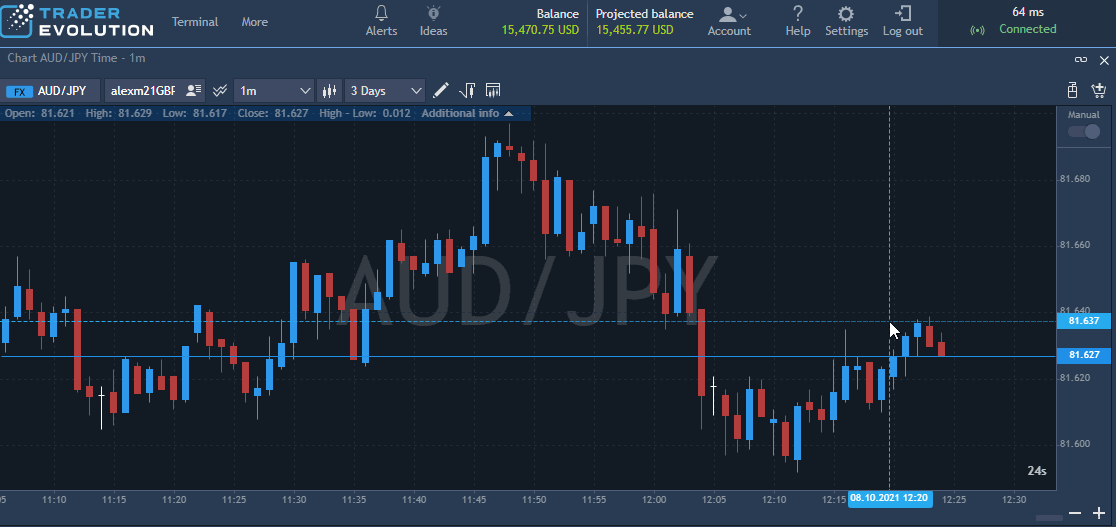 TRADER
EVOLUTION
Terminal
More
Alerts
Ideas
Balance
15,470.75 USD
Projected balance
15,455.77 USD
Account
Help
Settings
Log out
64 ms
Connected
Chart AUD/JPY Time - 1m
FX AUD/JPY
alexm21GBF
1m
3 Days
Open: 81.621 High: 81.629 Low: 81.617 Close: 81.627 High - Low: 0.012 Additional info
Manual
81.680
81.660
81.640
81.637
81.627
81.620
81.600
AUD/JPY
24s
05 11:10 11:15 11:20 11:25 11:30 11:35 11:40 11:45 11:50 11:55 12:00 12:05 12:10 12:15 08.10.2021 12:20 12:25 12:30